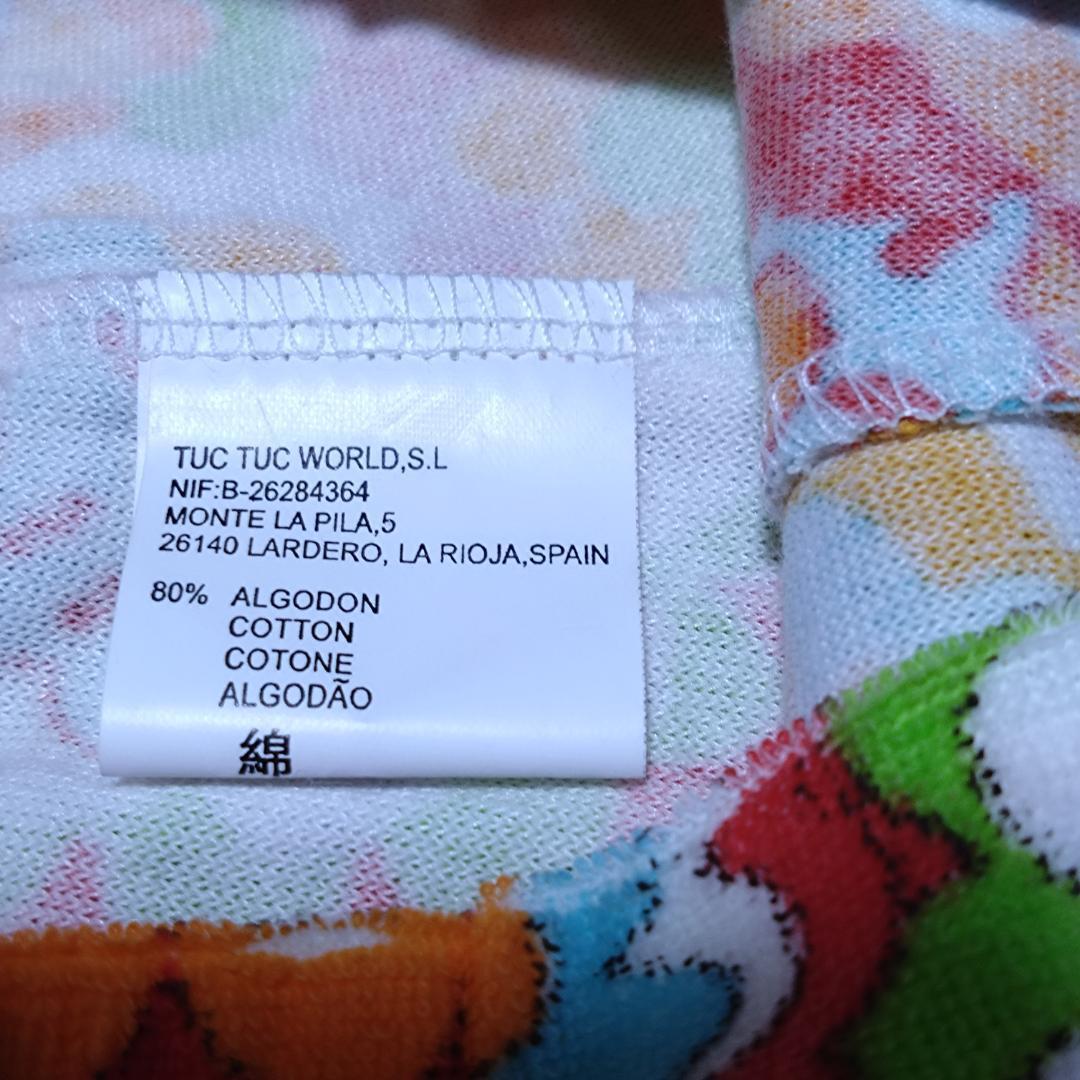 TUC TUC WORLD,S.L
NIF:B-26284364
MONTE LA PILA,5
26140 LARDERO, LA RIOJA,SPAIN
80% ALGODON
COTTON
COTONE
ALGODÃO
綿